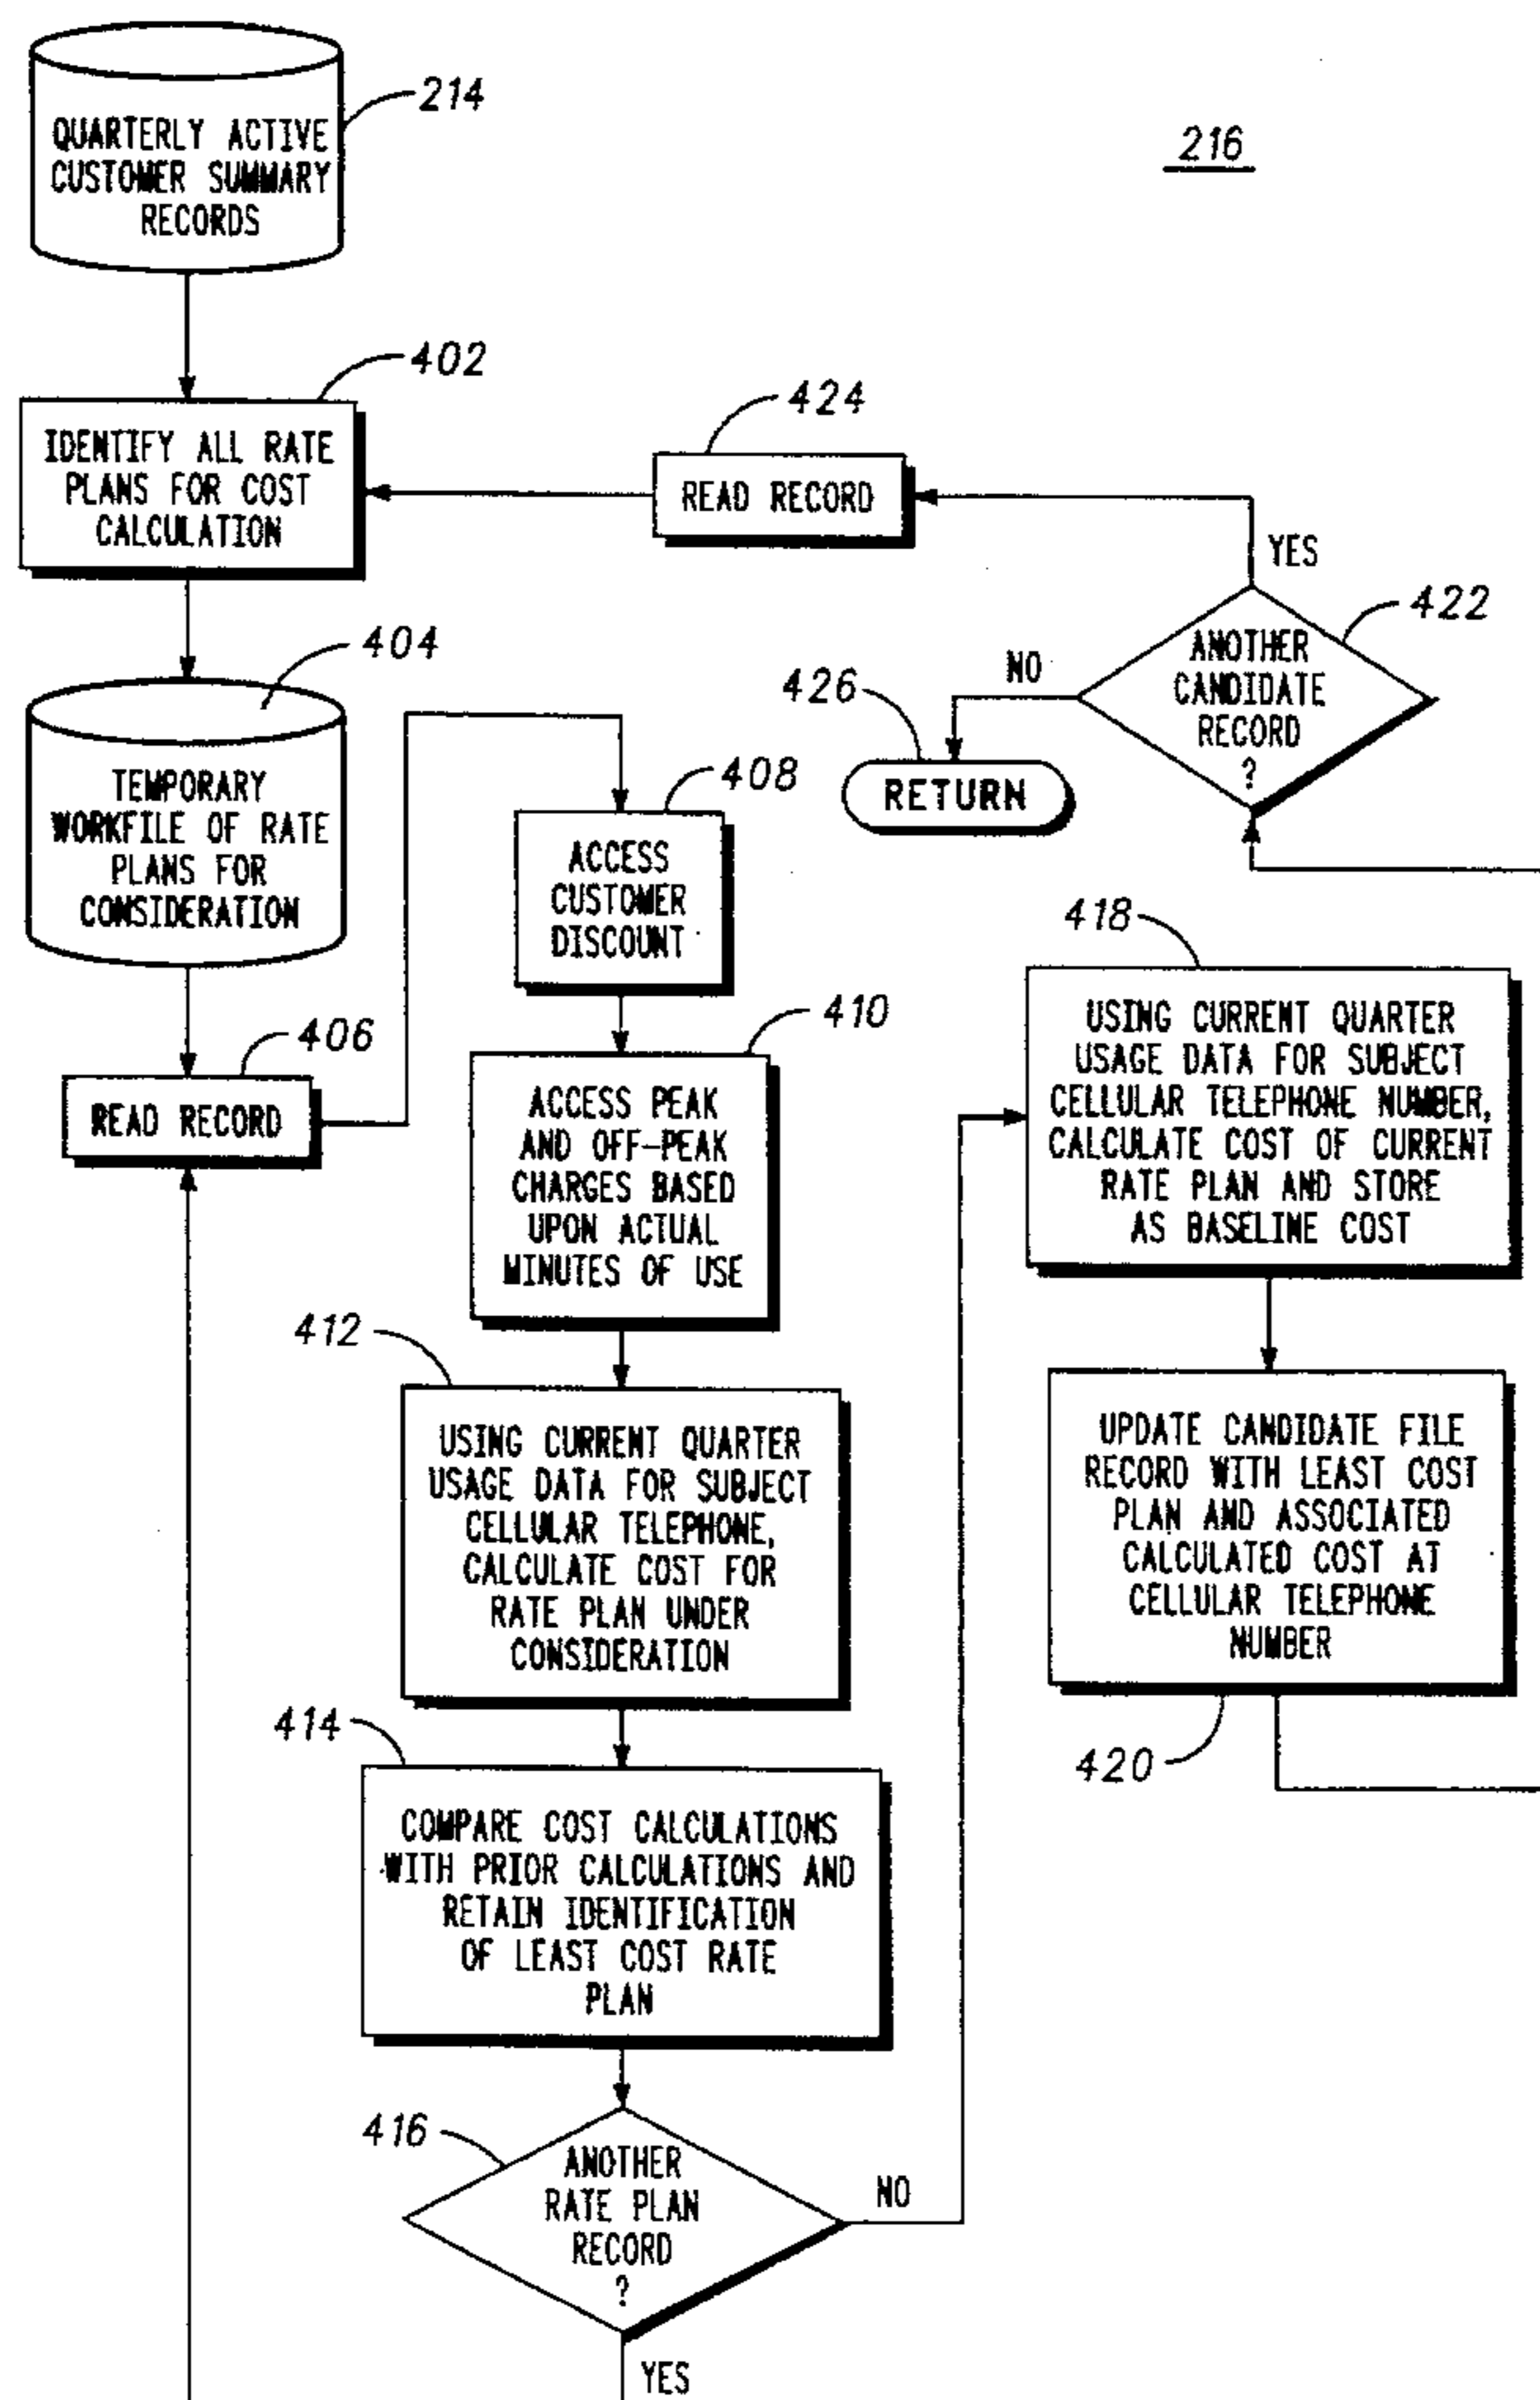 214
QUARTERLY ACTIVE
CUSTOMER SUMMARY
RECORDS
216
402
IDENTIFY ALL RATE
PLANS FOR COST
CALCULATION
424
READ RECORD
YES
422
ANOTHER
CANDIDATE
RECORD
?
NO
426
RETURN
404
TEMPORARY
WORKFILE OF RATE
PLANS FOR
CONSIDERATION
406
READ RECORD
408
ACCESS
CUSTOMER
DISCOUNT
410
ACCESS PEAK
AND OFF-PEAK
CHARGES BASED
UPON ACTUAL
MINUTES OF USE
412
USING CURRENT QUARTER
USAGE DATA FOR SUBJECT
CELLULAR TELEPHONE,
CALCULATE COST FOR
RATE PLAN UNDER
CONSIDERATION
414
COMPARE COST CALCULATIONS
WITH PRIOR CALCULATIONS AND
RETAIN IDENTIFICATION
OF LEAST COST RATE
PLAN
416
ANOTHER
RATE PLAN
RECORD
?
NO
YES
418
USING CURRENT QUARTER
USAGE DATA FOR SUBJECT
CELLULAR TELEPHONE NUMBER,
CALCULATE COST OF CURRENT
RATE PLAN AND STORE
AS BASELINE COST
UPDATE CANDIDATE FILE
RECORD WITH LEAST COST
PLAN AND ASSOCIATED
CALCULATED COST AT
CELLULAR TELEPHONE
NUMBER
420